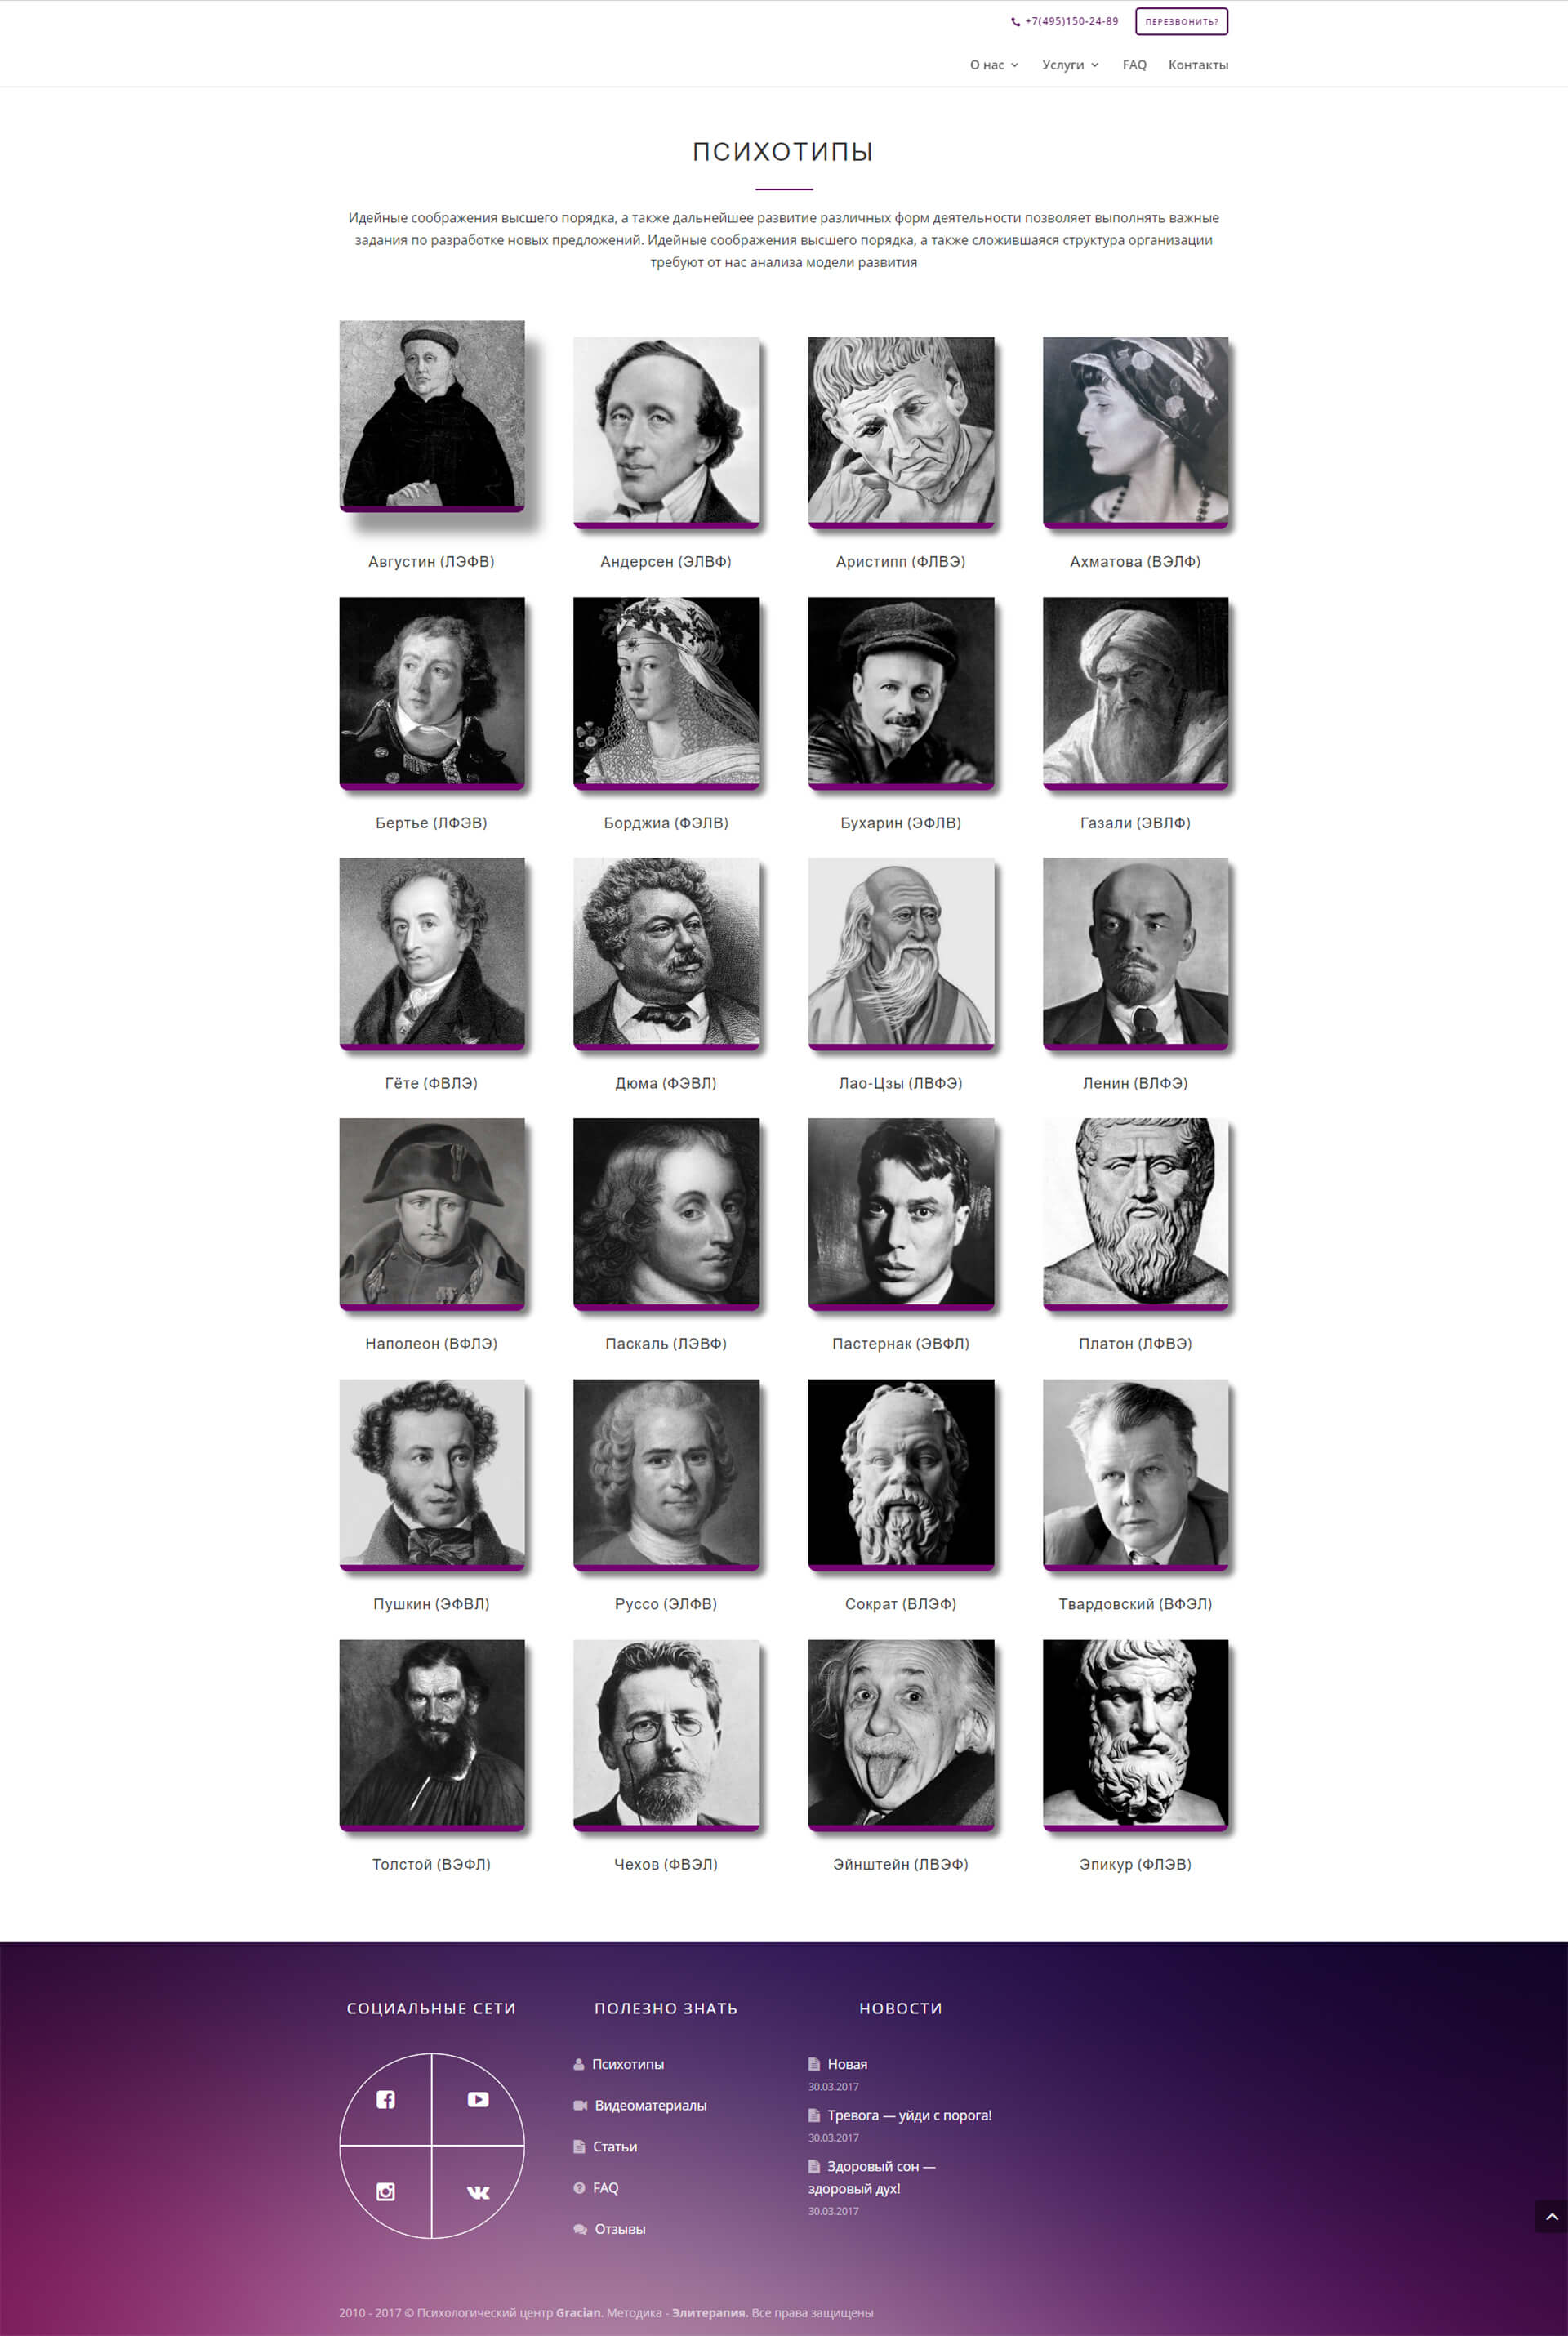 +7(495)150-24-89
ПЕРЕЗВОНИТЬ?
О нас
Услуги
FAQ
Контакты
ПСИХОТИПЫ
Идейные соображения высшего порядка, а также дальнейшее развитие различных форм деятельности позволяет выполнять важные
задания по разработке новых предложений. Идейные соображения высшего порядка, а также сложившаяся структура организации
требуют от нас анализа модели развития
Августин (ЛЭФВ)
Андерсен (ЭЛВФ)
Аристипп (ФЛВЭ)
Ахматова (ВЭЛФ)
Бертье (ЛФЭВ)
Борджиа (ФЭЛВ)
Бухарин (ЭФЛВ)
Газали (ЭВЛФ)
Гёте (ФВЛЭ)
Дюма (ФЭВЛ)
Лао-Цзы (ЛВФЭ)
Ленин (ВЛФЭ)
Наполеон (ВФЛЭ)
Паскаль (ЛЭВФ)
Пастернак (ЭВФЛ)
Платон (ЛФВЭ)
Пушкин (ЭФВЛ)
Руссо (ЭЛФВ)
Сократ (ВЛЭФ)
Твардовский (ВФЭЛ)
Толстой (ВЭФЛ)
Чехов (ФВЭЛ)
Эйнштейн (ЛВЭФ)
Эпикур (ФЛЭВ)
СОЦИАЛЬНЫЕ СЕТИ
ПОЛЕЗНО ЗНАТЬ
Психотипы
Видеоматериалы
Статьи
FAQ
Отзывы
НОВОСТИ
Новая
30.03.2017
Тревога — уйди с порога!
30.03.2017
Здоровый сон —
здоровый дух!
30.03.2017
2010 - 2017 © Психологический центр Gracian. Методика - Элитерапия. Все права защищены